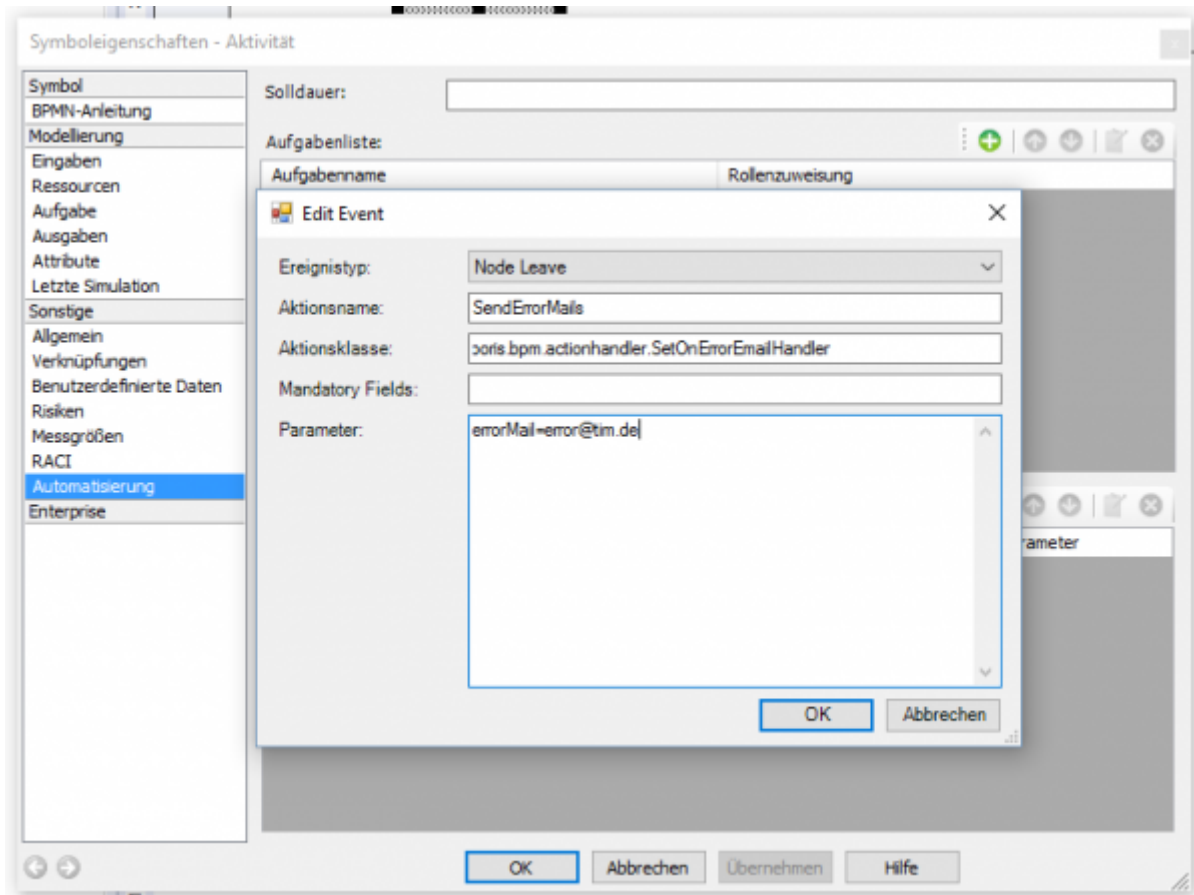 Symboleigenschaften - Aktivität
Symbol
BPMN-Anleitung
Modellierung
Eingaben
Ressourcen
Aufgabe
Ausgaben
Attribute
Letzte Simulation
Sonstige
Allgemein
Verknüpfungen
Benutzerdefinierte Daten
Risiken
Messgrößen
RACI
Automatisierung
Enterprise
Solldauer:
Aufgabenliste:
Aufgabenname Rollenzuweisung
Edit Event
Ereignistyp: Node Leave
Aktionsname: SendErrorMails
Aktionsklasse: oris.bpm.actionhandler.SetOnErrorEmailHandler
Mandatory Fields:
Parameter: errorMail=error@tim.de
OK Abbrechen
rameter
OK Abbrechen Übernehmen Hilfe